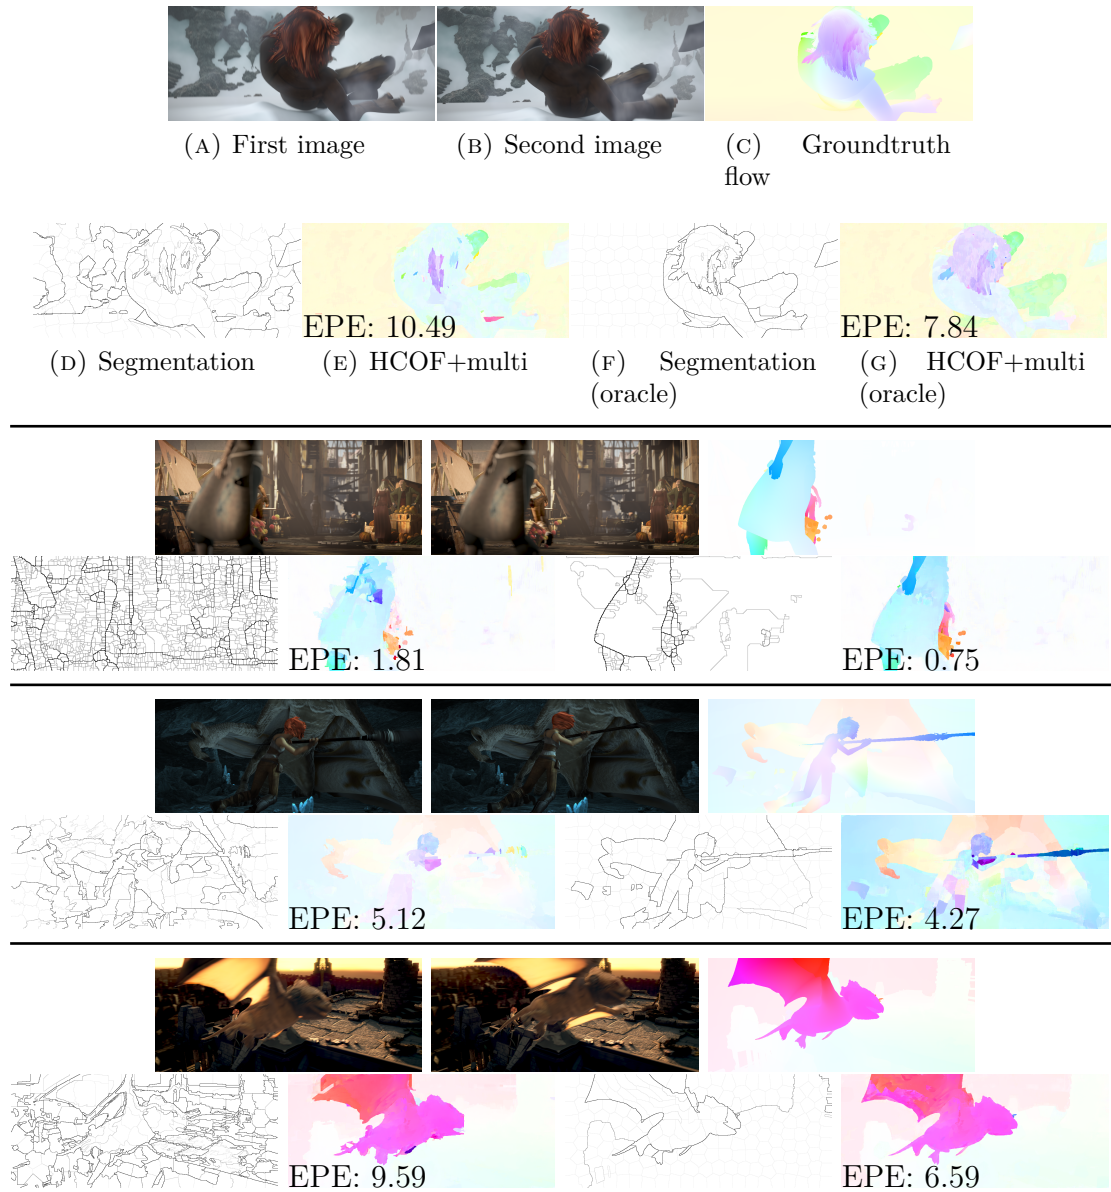 (A) First image
(B) Second image
(C) Groundtruth
flow
EPE: 10.49
EPE: 7.84
(D) Segmentation
(E) HCOF+multi
(F) Segmentation
(oracle)
(G) HCOF+multi
(oracle)
EPE: 1.81
EPE: 0.75
EPE: 5.12
EPE: 4.27
EPE: 9.59
EPE: 6.59